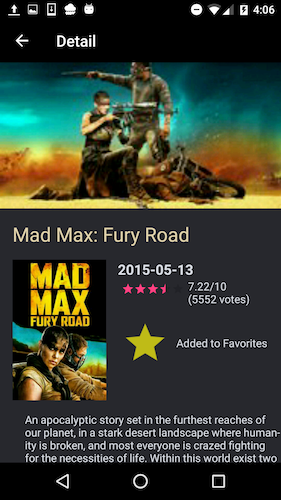 4:06
Detail
Mad Max: Fury Road
MAD
MAX
FURY ROAD
2015-05-13
7.22/10
(5552 votes)
Added to Favorites
An apocalyptic story set in the furthest reaches of
our planet, in a stark desert landscape where human-
ity is broken, and most everyone is crazed fighting
for the necessities of life. Within this world exist two